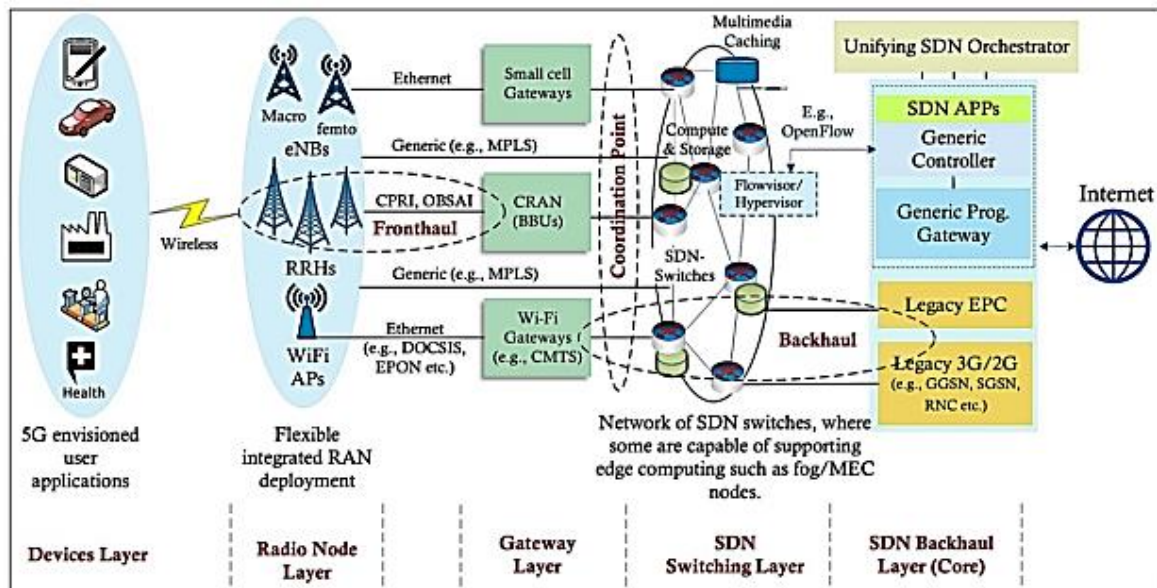 Multimedia
Caching
Unifying SDN Orchestrator
Ethernet
Small cell
Gateways
Macro
femto
eNBs
Generic (e.g., MPLS)
Coordination Point
Compute
& Storage
E.g.,
OpenFlow
SDN APPs
Generic
Controller
Flowvisor/
Hypervisor
Generic Prog.
Gateway
Internet
Wireless
CPRI, OBSAI
Fronthaul
CRAN
(BBUs)
RRHs
Generic (e.g., MPLS)
SDN-
Switches
Ethernet
(e.g., DOCSIS,
EPON etc.)
Wi-Fi
Gateways
(e.g., CMTS)
WiFi
APs
Backhaul
Legacy EPC
Legacy 3G/2G
(e.g., GGSN, SGSN,
RNC etc.)
Health
5G envisioned
user
applications
Flexible
integrated RAN
deployment
Network of SDN switches, where
some are capable of supporting
edge computing such as fog/MEC
nodes.
Devices Layer
Radio Node
Layer
Gateway
Layer
SDN
Switching Layer
SDN Backhaul
Layer (Core)